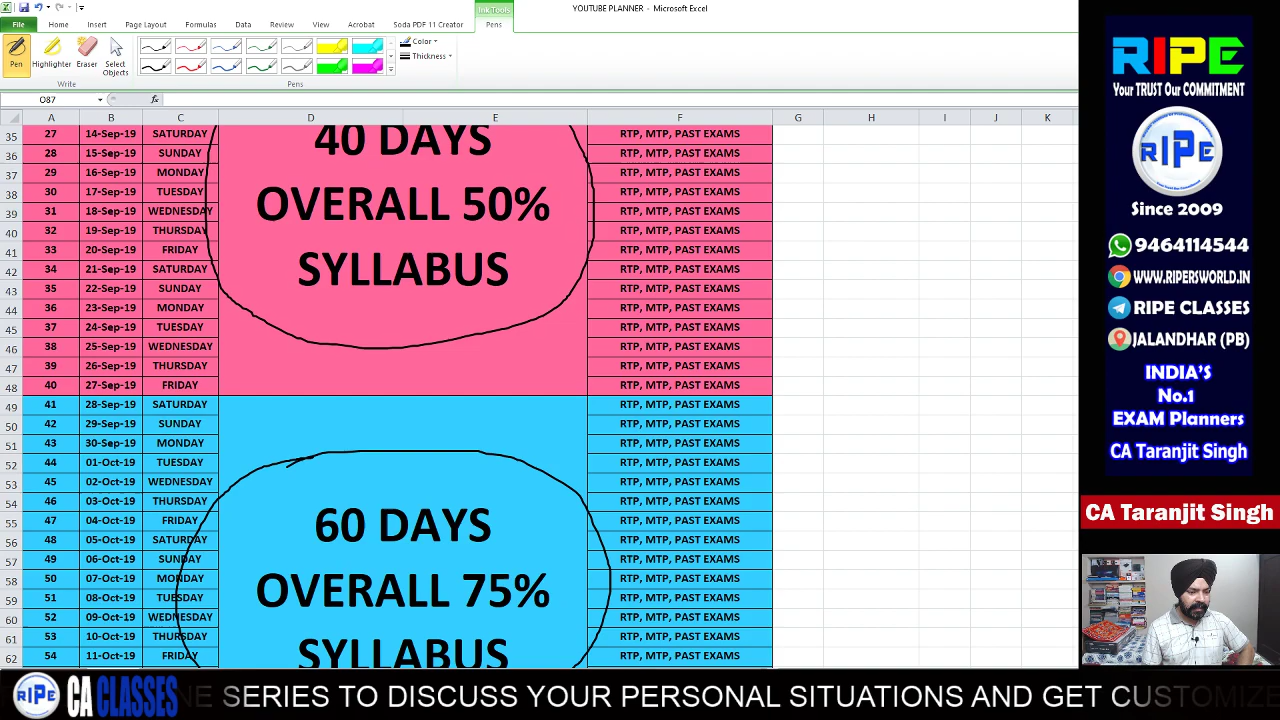 Ink Tools
YOUTUBE PLANNER - Microsoft Excel
File Home Insert Page Layout Formulas Data Review View Acrobat Soda PDF 11 Creator Pens
Pen Highlighter Eraser Select Objects
Color
Thickness
Write Pens
O87 fx
A B C D E F G H I J K
35 27 14-Sep-19 SATURDAY RTP, MTP, PAST EXAMS
36 28 15-Sep-19 SUNDAY RTP, MTP, PAST EXAMS
37 29 16-Sep-19 MONDAY RTP, MTP, PAST EXAMS
38 30 17-Sep-19 TUESDAY RTP, MTP, PAST EXAMS
39 31 18-Sep-19 WEDNESDAY RTP, MTP, PAST EXAMS
40 32 19-Sep-19 THURSDAY RTP, MTP, PAST EXAMS
41 33 20-Sep-19 FRIDAY RTP, MTP, PAST EXAMS
42 34 21-Sep-19 SATURDAY RTP, MTP, PAST EXAMS
43 35 22-Sep-19 SUNDAY RTP, MTP, PAST EXAMS
44 36 23-Sep-19 MONDAY RTP, MTP, PAST EXAMS
45 37 24-Sep-19 TUESDAY RTP, MTP, PAST EXAMS
46 38 25-Sep-19 WEDNESDAY RTP, MTP, PAST EXAMS
47 39 26-Sep-19 THURSDAY RTP, MTP, PAST EXAMS
48 40 27-Sep-19 FRIDAY RTP, MTP, PAST EXAMS
40 DAYS
OVERALL 50%
SYLLABUS
49 41 28-Sep-19 SATURDAY RTP, MTP, PAST EXAMS
50 42 29-Sep-19 SUNDAY RTP, MTP, PAST EXAMS
51 43 30-Sep-19 MONDAY RTP, MTP, PAST EXAMS
52 44 01-Oct-19 TUESDAY RTP, MTP, PAST EXAMS
53 45 02-Oct-19 WEDNESDAY RTP, MTP, PAST EXAMS
54 46 03-Oct-19 THURSDAY RTP, MTP, PAST EXAMS
55 47 04-Oct-19 FRIDAY RTP, MTP, PAST EXAMS
56 48 05-Oct-19 SATURDAY RTP, MTP, PAST EXAMS
57 49 06-Oct-19 SUNDAY RTP, MTP, PAST EXAMS
58 50 07-Oct-19 MONDAY RTP, MTP, PAST EXAMS
59 51 08-Oct-19 TUESDAY RTP, MTP, PAST EXAMS
60 52 09-Oct-19 WEDNESDAY RTP, MTP, PAST EXAMS
61 53 10-Oct-19 THURSDAY RTP, MTP, PAST EXAMS
62 54 11-Oct-19 FRIDAY RTP, MTP, PAST EXAMS
60 DAYS
OVERALL 75%
SYLLABUS
RIPE
Your TRUST Our COMMITMENT
RIPE
Since 2009
9464114544
WWW.RIPERSWORLD.IN
RIPE CLASSES
JALANDHAR (PB)
INDIA'S
No.1
EXAM Planners
CA Taranjit Singh
CA Taranjit Singh
RIPE CA CLASSES
NE SERIES TO DISCUSS YOUR PERSONAL SITUATIONS AND GET CUSTOMIZE